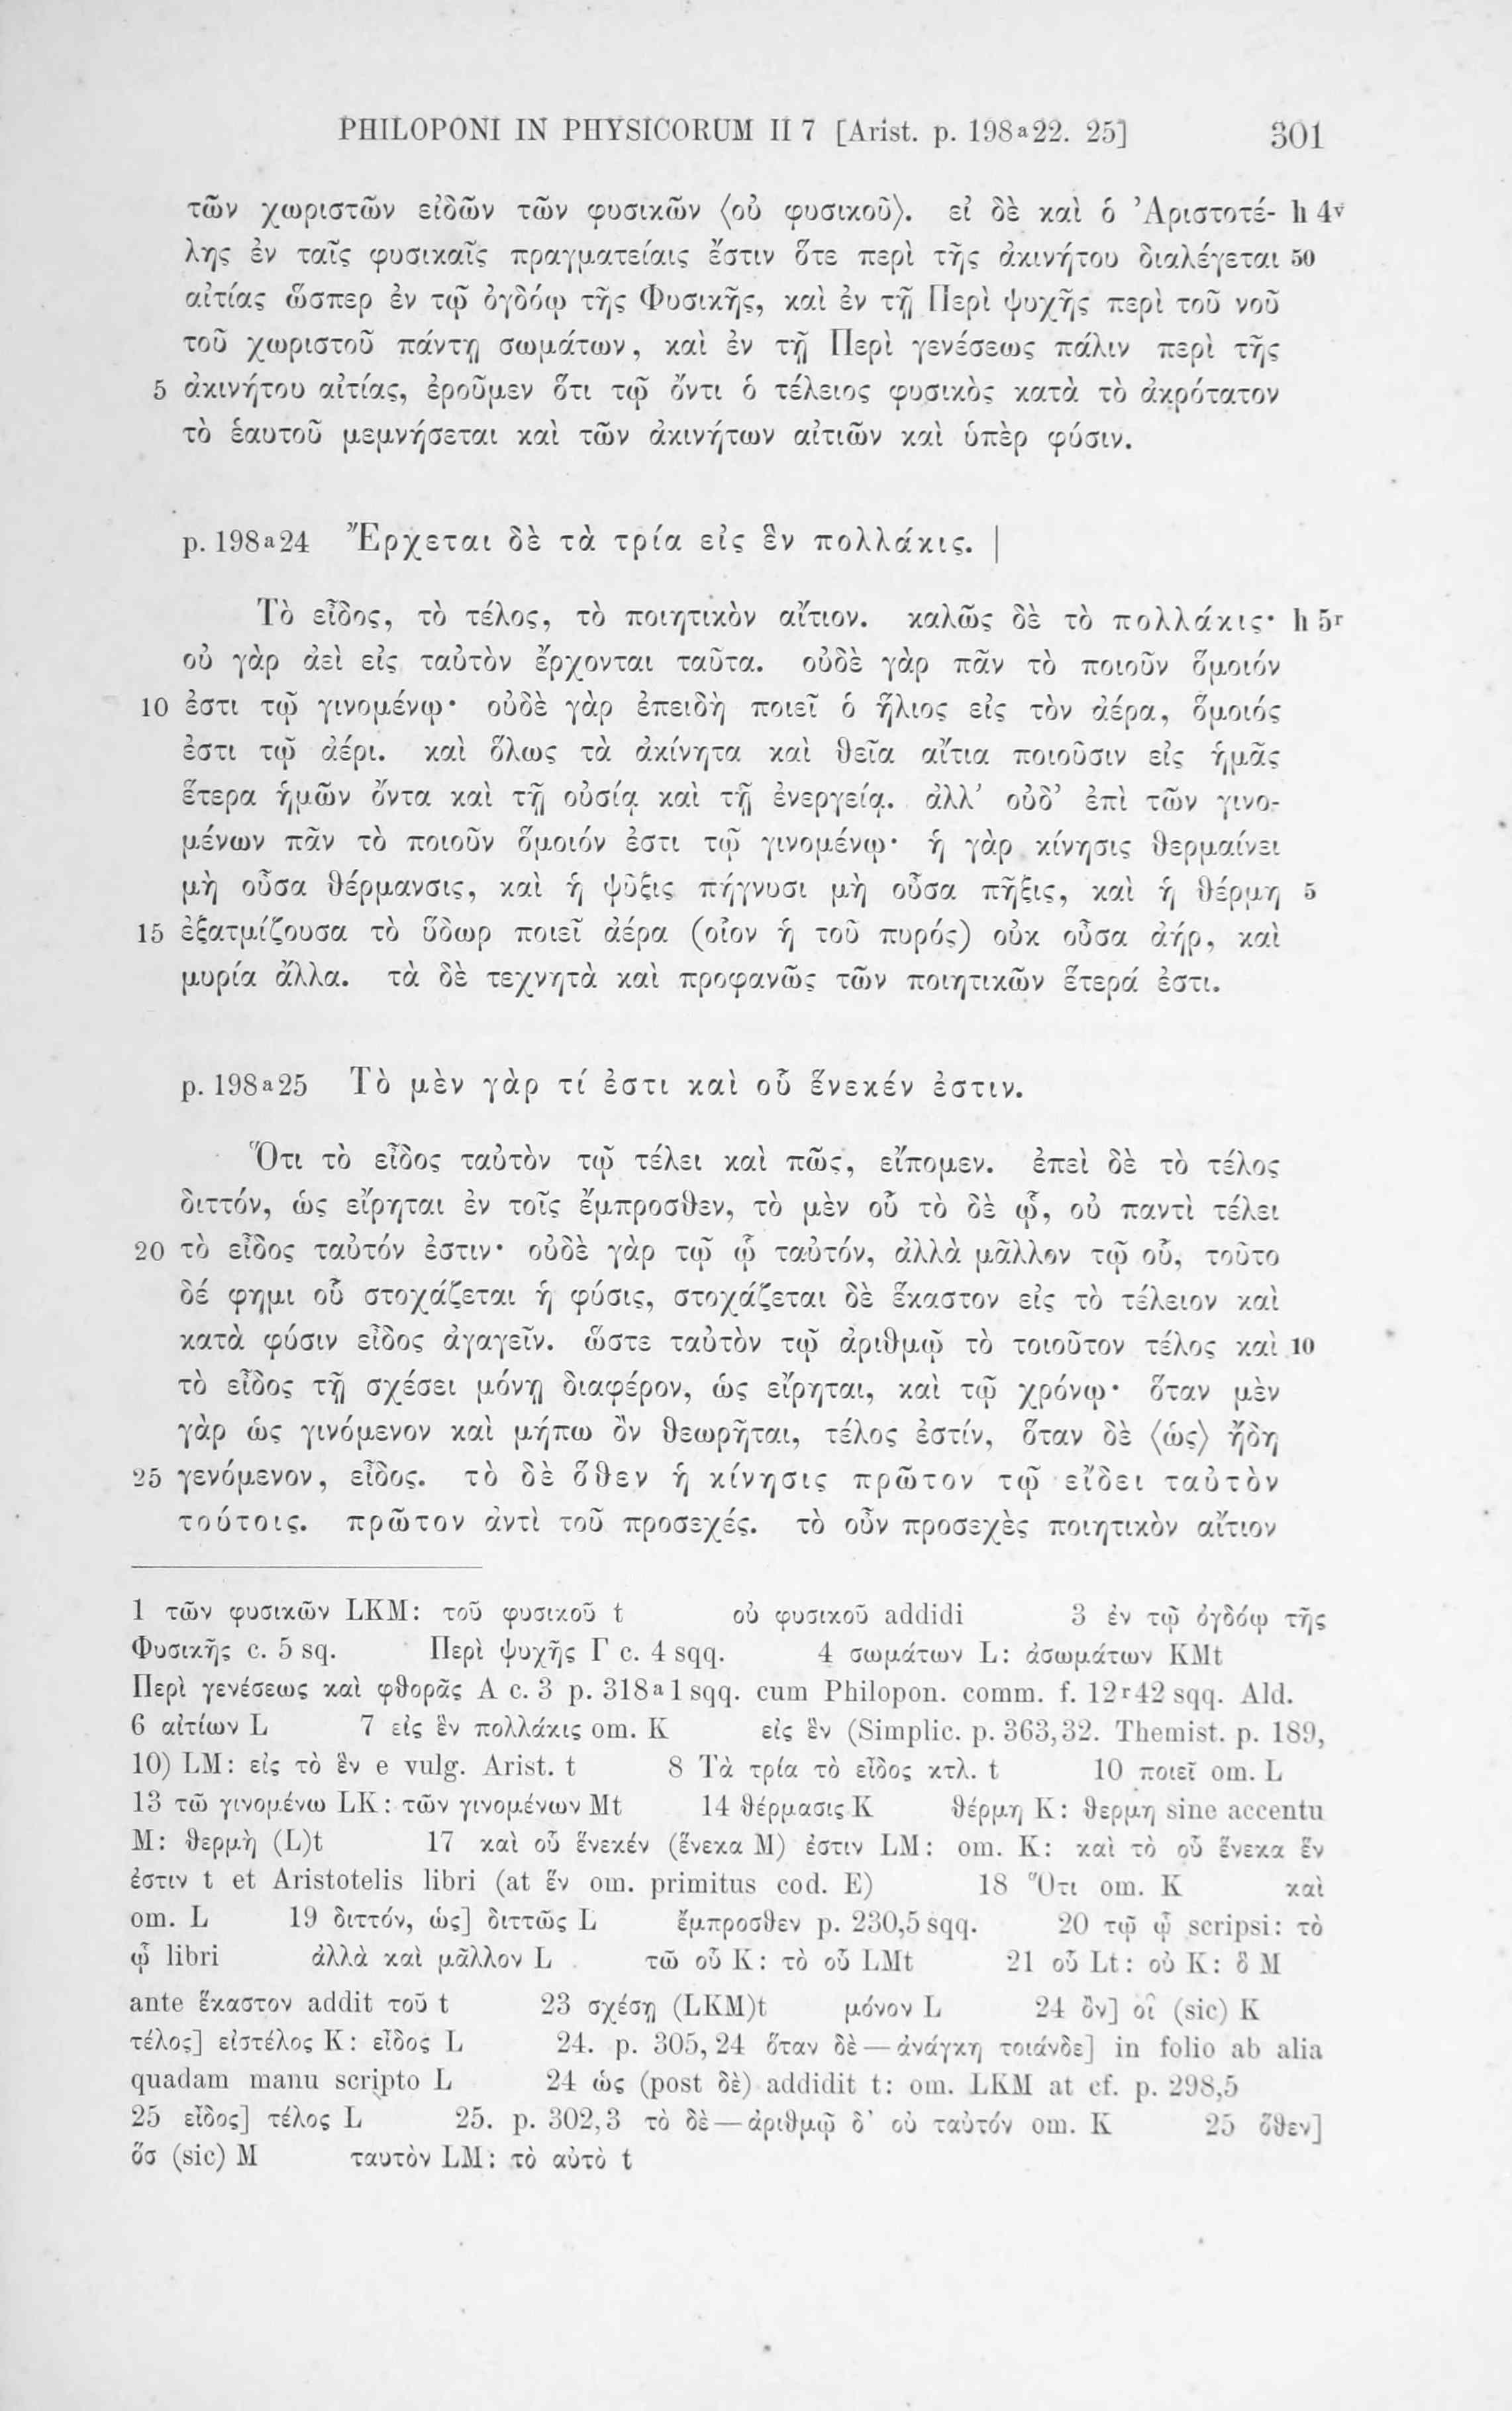 PHILOPONI IN PHYSICORUM II 7 [Arist. p. 198ª22. 25] 301
τῶν χωριστῶν εἰδῶν τῶν φυσικῶν ⟨οὐ φυσικοῦ⟩. εἰ δὲ καὶ ὁ Ἀριστοτέ- h 4ᵛ
λης ἐν ταῖς φυσικαῖς πραγματείαις ἔστιν ὅτε περὶ τῆς ἀκινήτου διαλέγεται 50
αἰτίας ὥσπερ ἐν τῷ ὀγδόῳ τῆς Φυσικῆς, καὶ ἐν τῇ Περὶ ψυχῆς περὶ τοῦ νοῦ
τοῦ χωριστοῦ πάντῃ σωμάτων, καὶ ἐν τῇ Περὶ γενέσεως πάλιν περὶ τῆς
5 ἀκινήτου αἰτίας, ἐροῦμεν ὅτι τῷ ὄντι ὁ τέλειος φυσικὸς κατὰ τὸ ἀκρότατον
τὸ ἑαυτοῦ μεμνήσεται καὶ τῶν ἀκινήτων αἰτιῶν καὶ ὑπὲρ φύσιν.
p. 198ª24 Ἔρχεται δὲ τὰ τρία εἰς ἓν πολλάκις. |
Τὸ εἶδος, τὸ τέλος, τὸ ποιητικὸν αἴτιον. καλῶς δὲ τὸ πολλάκις· h 5ʳ
οὐ γὰρ ἀεὶ εἰς ταὐτὸν ἔρχονται ταῦτα. οὐδὲ γὰρ πᾶν τὸ ποιοῦν ὅμοιόν
10 ἐστι τῷ γινομένῳ· οὐδὲ γὰρ ἐπειδὴ ποιεῖ ὁ ἥλιος εἰς τὸν ἀέρα, ὅμοιός
ἐστι τῷ ἀέρι. καὶ ὅλως τὰ ἀκίνητα καὶ θεῖα αἴτια ποιοῦσιν εἰς ἡμᾶς
ἕτερα ἡμῶν ὄντα καὶ τῇ οὐσίᾳ καὶ τῇ ἐνεργείᾳ. ἀλλ’ οὐδ’ ἐπὶ τῶν γινο-
μένων πᾶν τὸ ποιοῦν ὅμοιόν ἐστι τῷ γινομένῳ· ἡ γὰρ κίνησις θερμαίνει
μὴ οὖσα θέρμανσις, καὶ ἡ ψῦξις πήγνυσι μὴ οὖσα πῆξις, καὶ ἡ θέρμη 5
15 ἐξατμίζουσα τὸ ὕδωρ ποιεῖ ἀέρα (οἷον ἡ τοῦ πυρός) οὐκ οὖσα ἀήρ, καὶ
μυρία ἄλλα. τὰ δὲ τεχνητὰ καὶ προφανῶς τῶν ποιητικῶν ἕτερά ἐστι.
p. 198ª25 Τὸ μὲν γὰρ τί ἐστι καὶ οὗ ἕνεκέν ἐστιν.
Ὅτι τὸ εἶδος ταὐτὸν τῷ τέλει καὶ πῶς, εἴπομεν. ἐπεὶ δὲ τὸ τέλος
διττόν, ὡς εἴρηται ἐν τοῖς ἔμπροσθεν, τὸ μὲν οὗ τὸ δὲ ᾧ, οὐ παντὶ τέλει
20 τὸ εἶδος ταὐτόν ἐστιν· οὐδὲ γὰρ τῷ ᾧ ταὐτόν, ἀλλὰ μᾶλλον τῷ οὗ, τοῦτο
δέ φημι οὗ στοχάζεται ἡ φύσις, στοχάζεται δὲ ἕκαστον εἰς τὸ τέλειον καὶ
κατὰ φύσιν εἶδος ἀγαγεῖν. ὥστε ταὐτὸν τῷ ἀριθμῷ τὸ τοιοῦτον τέλος καὶ 10
τὸ εἶδος τῇ σχέσει μόνῃ διαφέρον, ὡς εἴρηται, καὶ τῷ χρόνῳ· ὅταν μὲν
γὰρ ὡς γινόμενον καὶ μήπω ὂν θεωρῆται, τέλος ἐστίν, ὅταν δὲ ⟨ὡς⟩ ἤδη
25 γενόμενον, εἶδος. τὸ δὲ ὅθεν ἡ κίνησις πρῶτον τῷ εἴδει ταὐτὸν
τούτοις. πρῶτον ἀντὶ τοῦ προσεχές. τὸ οὖν προσεχὲς ποιητικὸν αἴτιον
1 τῶν φυσικῶν LKM: τοῦ φυσικοῦ t οὐ φυσικοῦ addidi 3 ἐν τῷ ὀγδόῳ τῆς
Φυσικῆς c. 5 sq. Περὶ ψυχῆς Γ c. 4 sqq. 4 σωμάτων L: ἀσωμάτων KMt
Περὶ γενέσεως καὶ φθορᾶς A c. 3 p. 318ª1 sqq. cum Philopon. comm. f. 12ʳ42 sqq. Ald.
6 αἰτίων L 7 εἰς ἓν πολλάκις om. K εἰς ἓν (Simplic. p. 363,32. Themist. p. 189,
10) LM: εἰς τὸ ἓν e vulg. Arist. t 8 Τὰ τρία τὸ εἶδος κτλ. t 10 ποιεῖ om. L
13 τῶ γινομένω LK: τῶν γινομένων Mt 14 θέρμασις K θέρμη K: θερμη sine accentu
M: θερμὴ (L)t 17 καὶ οὗ ἕνεκέν (ἕνεκα M) ἐστιν LM: om. K: καὶ τὸ οὗ ἕνεκα ἕν
ἐστιν t et Aristotelis libri (at ἕν om. primitus cod. E) 18 Ὅτι om. K καὶ
om. L 19 διττόν, ὡς] διττῶς L ἔμπροσθεν p. 230,5 sqq. 20 τῷ ᾧ scripsi: τὸ
ᾧ libri ἀλλὰ καὶ μᾶλλον L τῶ οὗ K: τὸ οὗ LMt 21 οὗ Lt: οὐ K: ὃ M
ante ἕκαστον addit τοῦ t 23 σχέσῃ (LKM)t μόνον L 24 ὂν] οἷ (sic) K
τέλος] εἰστέλος K: εἶδος L 24. p. 305,24 ὅταν δὲ — ἀνάγκη τοιάνδε] in folio ab alia
quadam manu scripto L 24 ὡς (post δὲ) addidit t: om. LKM at cf. p. 298,5
25 εἶδος] τέλος L 25. p. 302,3 τὸ δὲ — ἀριθμῷ δ’ οὐ ταὐτόν om. K 25 ὅθεν]
ὅσ (sic) M ταυτὸν LM: τὸ αὐτὸ t